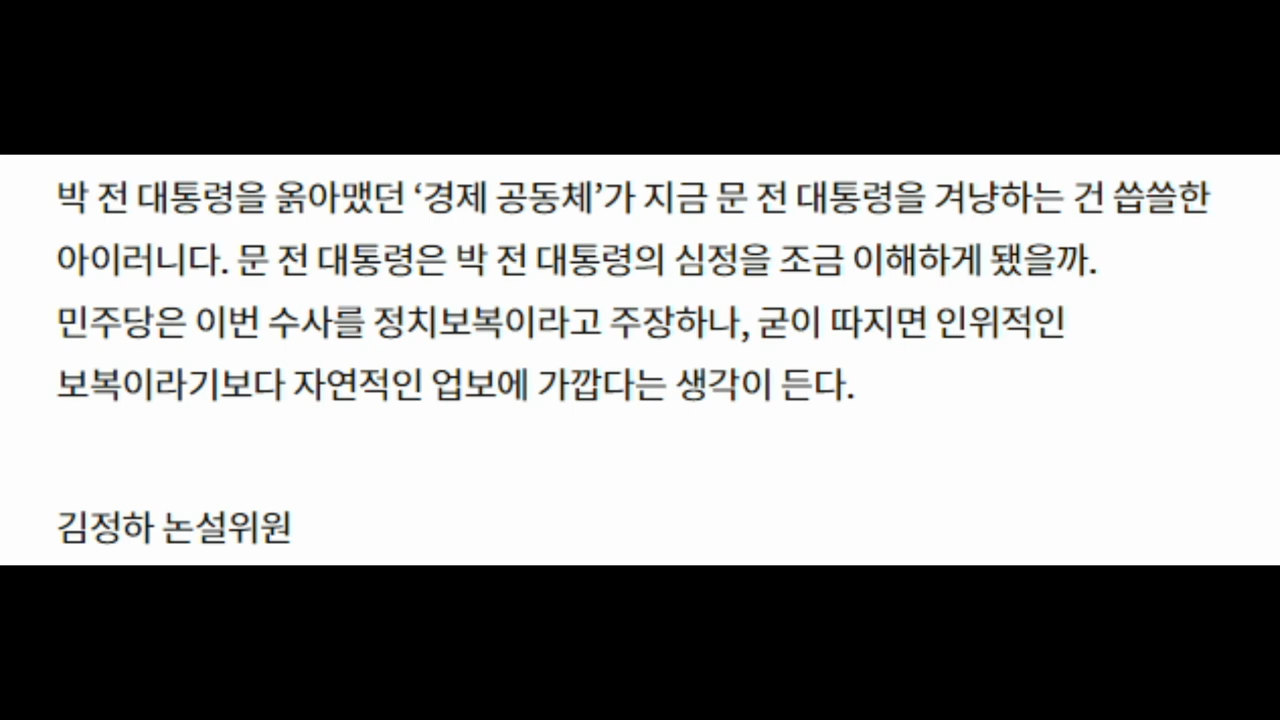 박 전 대통령을 옭아맸던 ‘경제 공동체’가 지금 문 전 대통령을 겨냥하는 건 씁쓸한
아이러니다. 문 전 대통령은 박 전 대통령의 심정을 조금 이해하게 됐을까.
민주당은 이번 수사를 정치보복이라고 주장하나, 굳이 따지면 인위적인
보복이라기보다 자연적인 업보에 가깝다는 생각이 든다.
김정하 논설위원